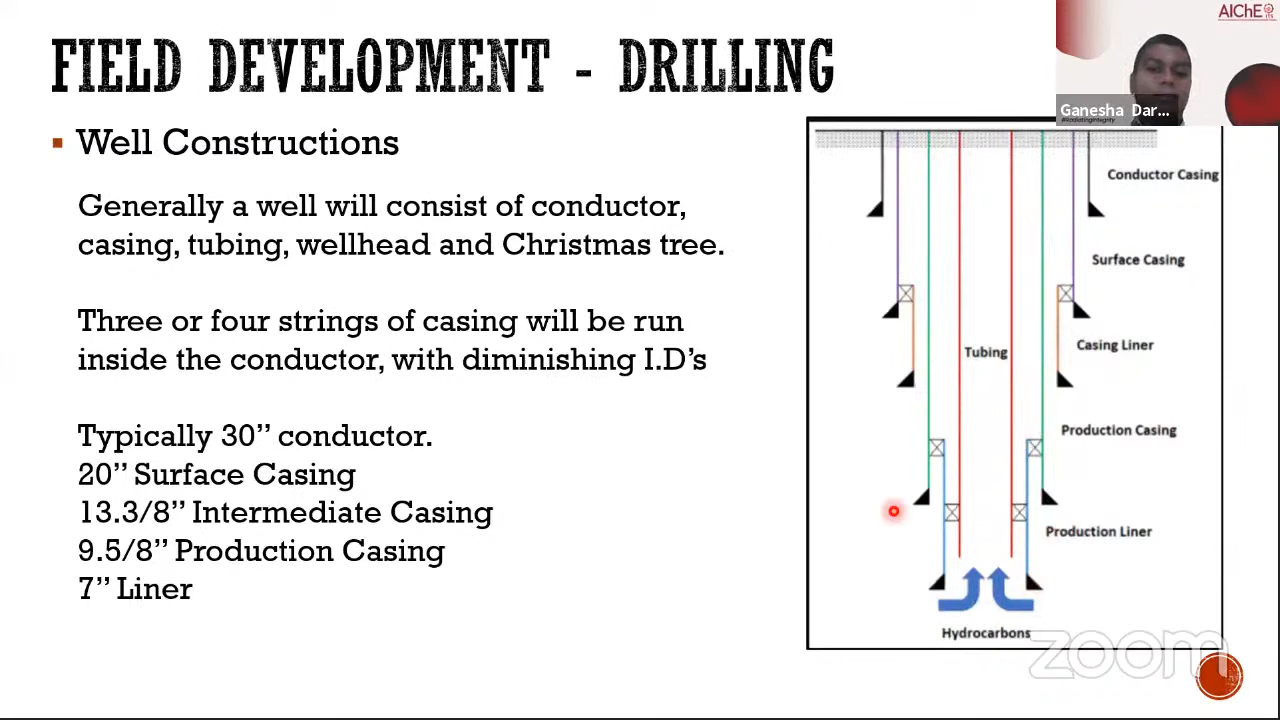 FIELD DEVELOPMENT - DRILLING
AIChE
Ganesha Dar...
▪ Well Constructions
Generally a well will consist of conductor,
casing, tubing, wellhead and Christmas tree.
Three or four strings of casing will be run
inside the conductor, with diminishing I.D’s
Typically 30” conductor.
20” Surface Casing
13.3/8” Intermediate Casing
9.5/8” Production Casing
7” Liner
Conductor Casing
Surface Casing
Casing Liner
Tubing
Production Casing
Production Liner
Hydrocarbons
zoom